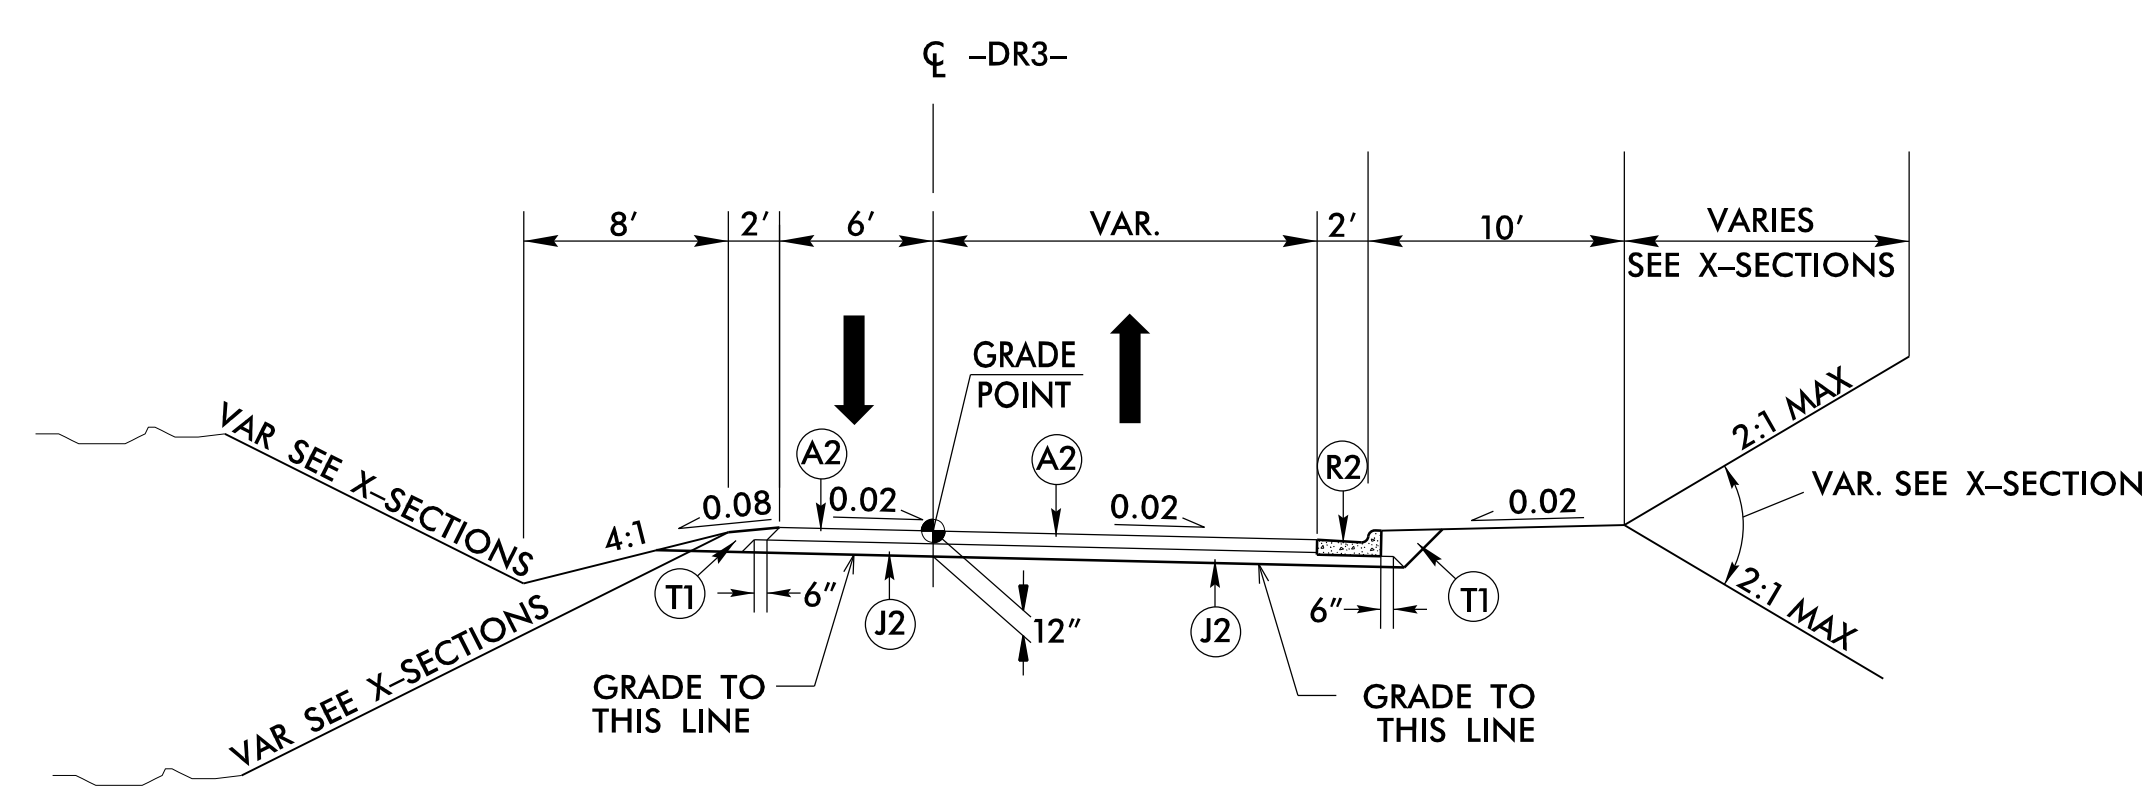 ℄ –DR3–
8′ 2′ 6′ VAR. 2′ 10′ VARIES
SEE X–SECTIONS
GRADE
POINT
2:1 MAX
VAR SEE X–SECTIONS
A2 A2 R2
VAR. SEE X–SECTION
0.08 0.02 0.02 0.02
4:1
2:1 MAX
T1 6″ J2 12″ J2 6″ T1
VAR SEE X–SECTIONS
GRADE TO
THIS LINE
GRADE TO
THIS LINE